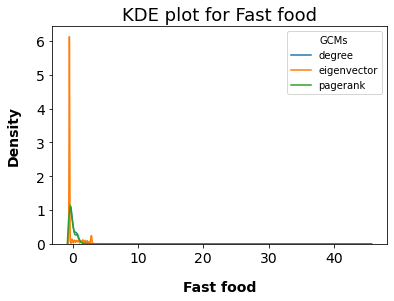 KDE plot for Fast food
GCMs
degree
eigenvector
pagerank
Density
6
5
4
3
2
1
0
0 10 20 30 40
Fast food